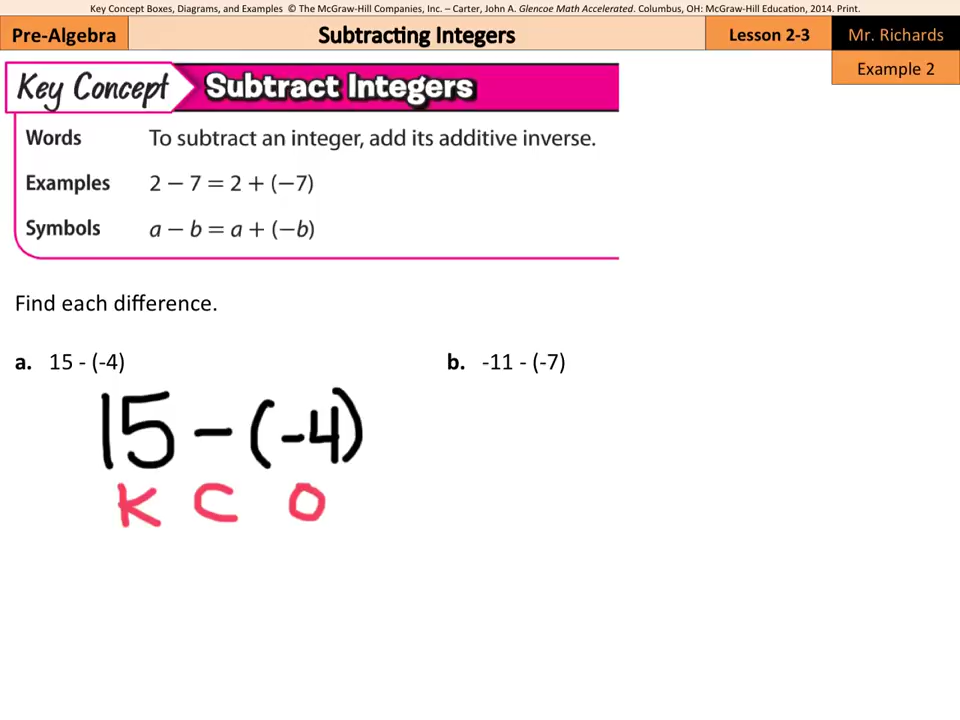 Key Concept Boxes, Diagrams, and Examples © The McGraw-Hill Companies, Inc. – Carter, John A. Glencoe Math Accelerated. Columbus, OH: McGraw-Hill Education, 2014. Print.
Pre-Algebra
Subtracting Integers
Lesson 2-3
Mr. Richards
Example 2
Key Concept
Subtract Integers
Words To subtract an integer, add its additive inverse.
Examples 2 − 7 = 2 + (−7)
Symbols a − b = a + (−b)
Find each difference.
a. 15 - (-4)
b. -11 - (-7)
15 - (-4)
K C O